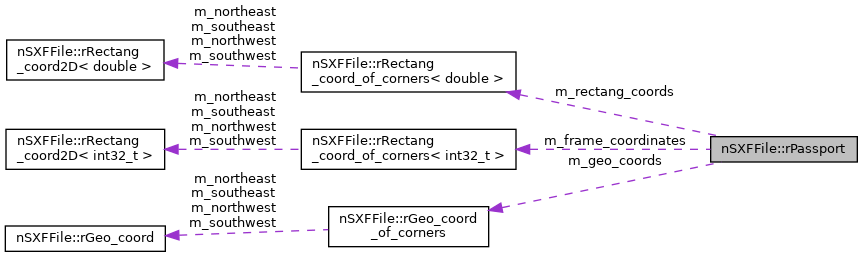 m_northeast
m_southeast
m_northwest
m_southwest
nSXFFile::rRectang
_coord2D< double >
nSXFFile::rRectang
_coord_of_corners< double >
m_rectang_coords
m_northeast
m_southeast
m_northwest
m_southwest
nSXFFile::rRectang
_coord2D< int32_t >
nSXFFile::rRectang
_coord_of_corners< int32_t >
m_frame_coordinates
nSXFFile::rPassport
m_geo_coords
m_northeast
m_southeast
m_northwest
m_southwest
nSXFFile::rGeo_coord
nSXFFile::rGeo_coord
_of_corners